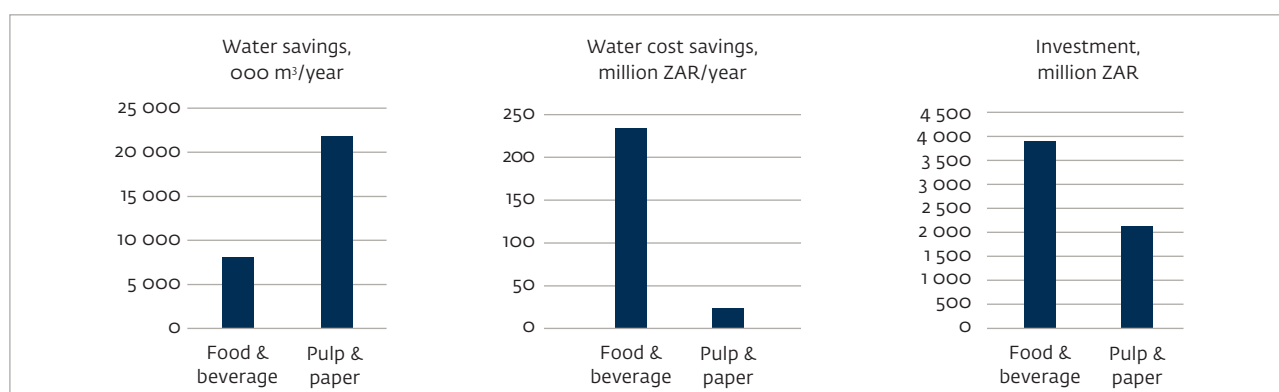 Water savings,
000 m³/year
25 000
20 000
15 000
10 000
5 000
0
Food &
beverage
Pulp &
paper
Water cost savings,
million ZAR/year
250
200
150
100
50
0
Food &
beverage
Pulp &
paper
Investment,
million ZAR
4 500
4 000
3 500
3 000
2 500
2 000
1 500
1 000
500
0
Food &
beverage
Pulp &
paper